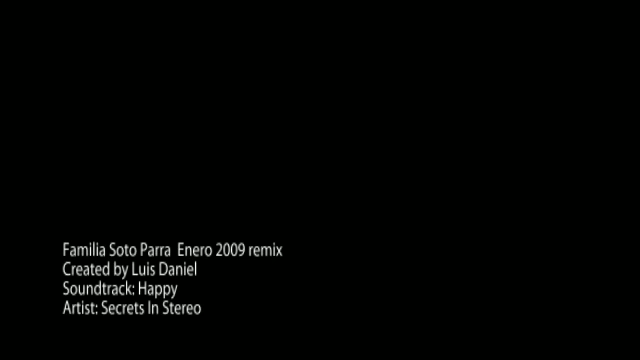 Familia Soto Parra  Enero 2009 remix
Created by Luis Daniel
Soundtrack: Happy
Artist: Secrets In Stereo